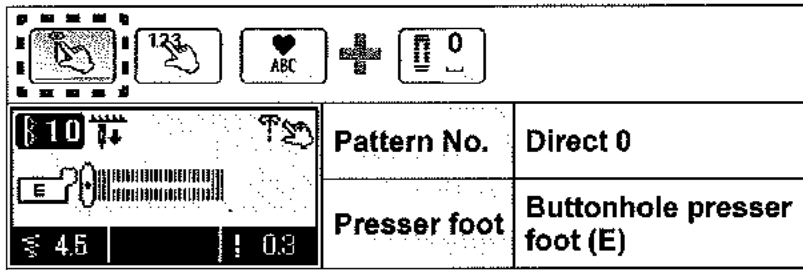 123
ABC
0
10
Pattern No.
Direct 0
E
Presser foot
Buttonhole presser
foot (E)
4.5
! 0.3